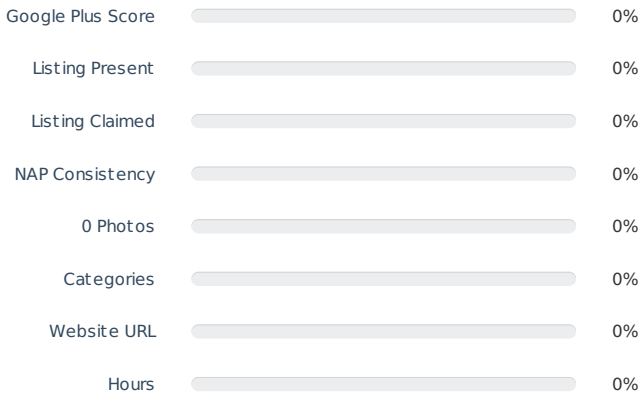 Google Plus Score 0%
Listing Present 0%
Listing Claimed 0%
NAP Consistency 0%
0 Photos 0%
Categories 0%
Website URL 0%
Hours 0%